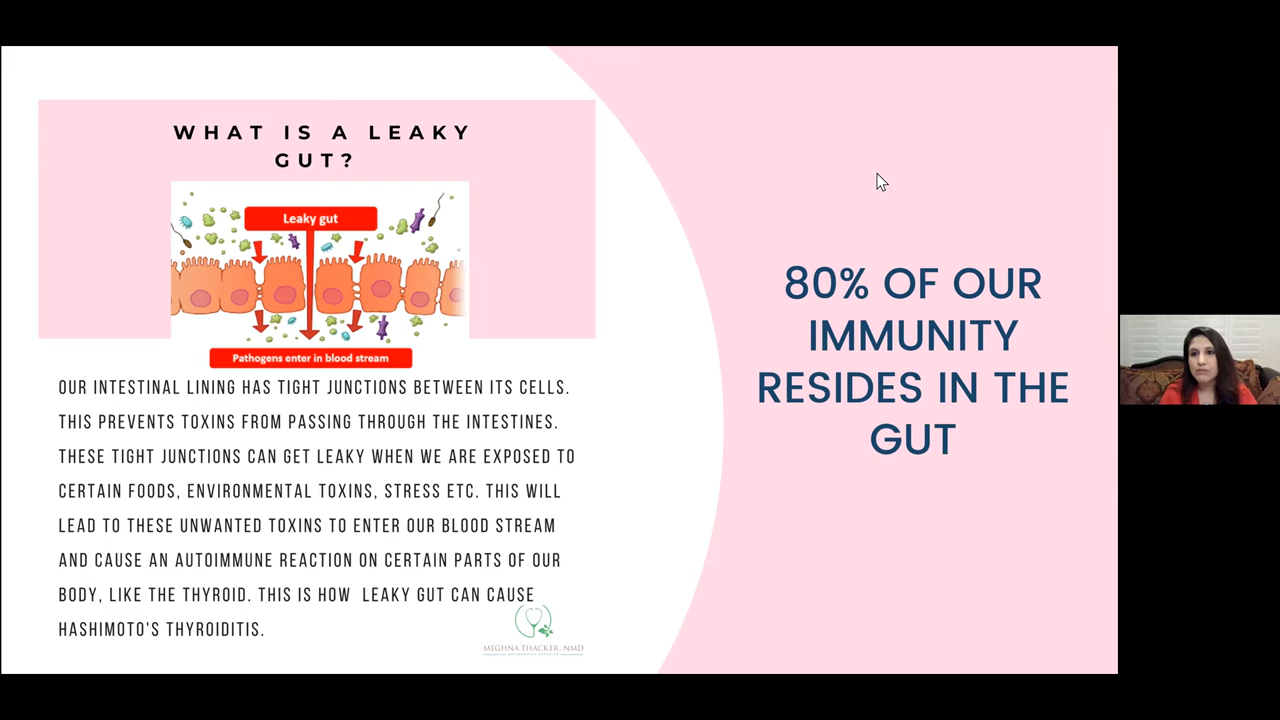 WHAT IS A LEAKY
GUT?
Leaky gut
Pathogens enter in blood stream
OUR INTESTINAL LINING HAS TIGHT JUNCTIONS BETWEEN ITS CELLS.
THIS PREVENTS TOXINS FROM PASSING THROUGH THE INTESTINES.
THESE TIGHT JUNCTIONS CAN GET LEAKY WHEN WE ARE EXPOSED TO
CERTAIN FOODS, ENVIRONMENTAL TOXINS, STRESS ETC. THIS WILL
LEAD TO THESE UNWANTED TOXINS TO ENTER OUR BLOOD STREAM
AND CAUSE AN AUTOIMMUNE REACTION ON CERTAIN PARTS OF OUR
BODY, LIKE THE THYROID. THIS IS HOW LEAKY GUT CAN CAUSE
HASHIMOTO'S THYROIDITIS.
MEGHNA THACKER, NMD
80% OF OUR
IMMUNITY
RESIDES IN THE
GUT